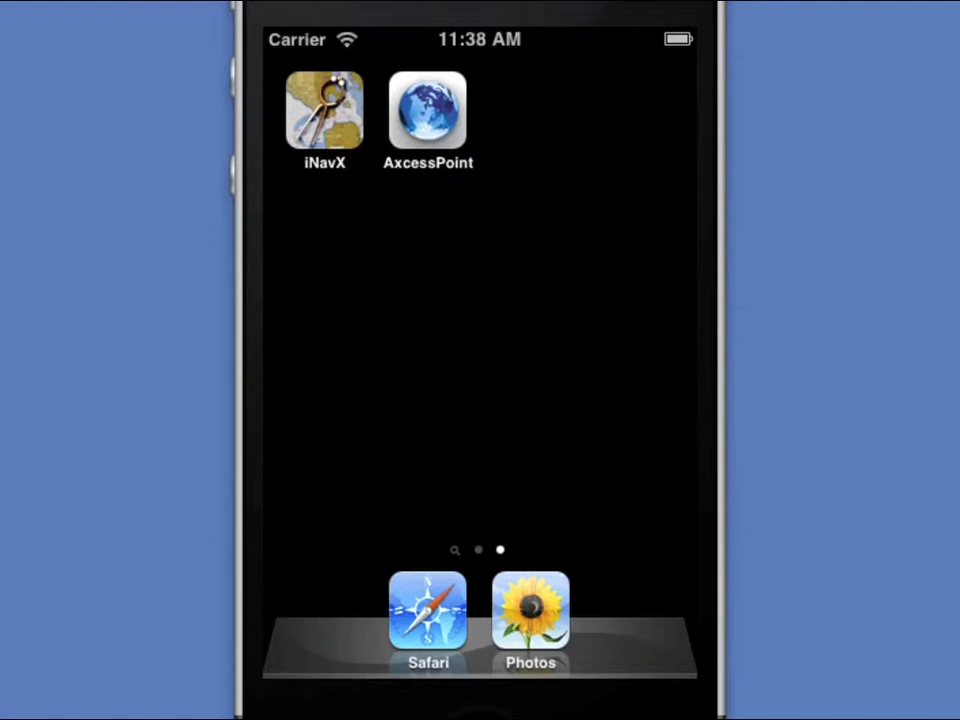 Carrier 11:38 AM
iNavX AxcessPoint
N
N
Safari Photos